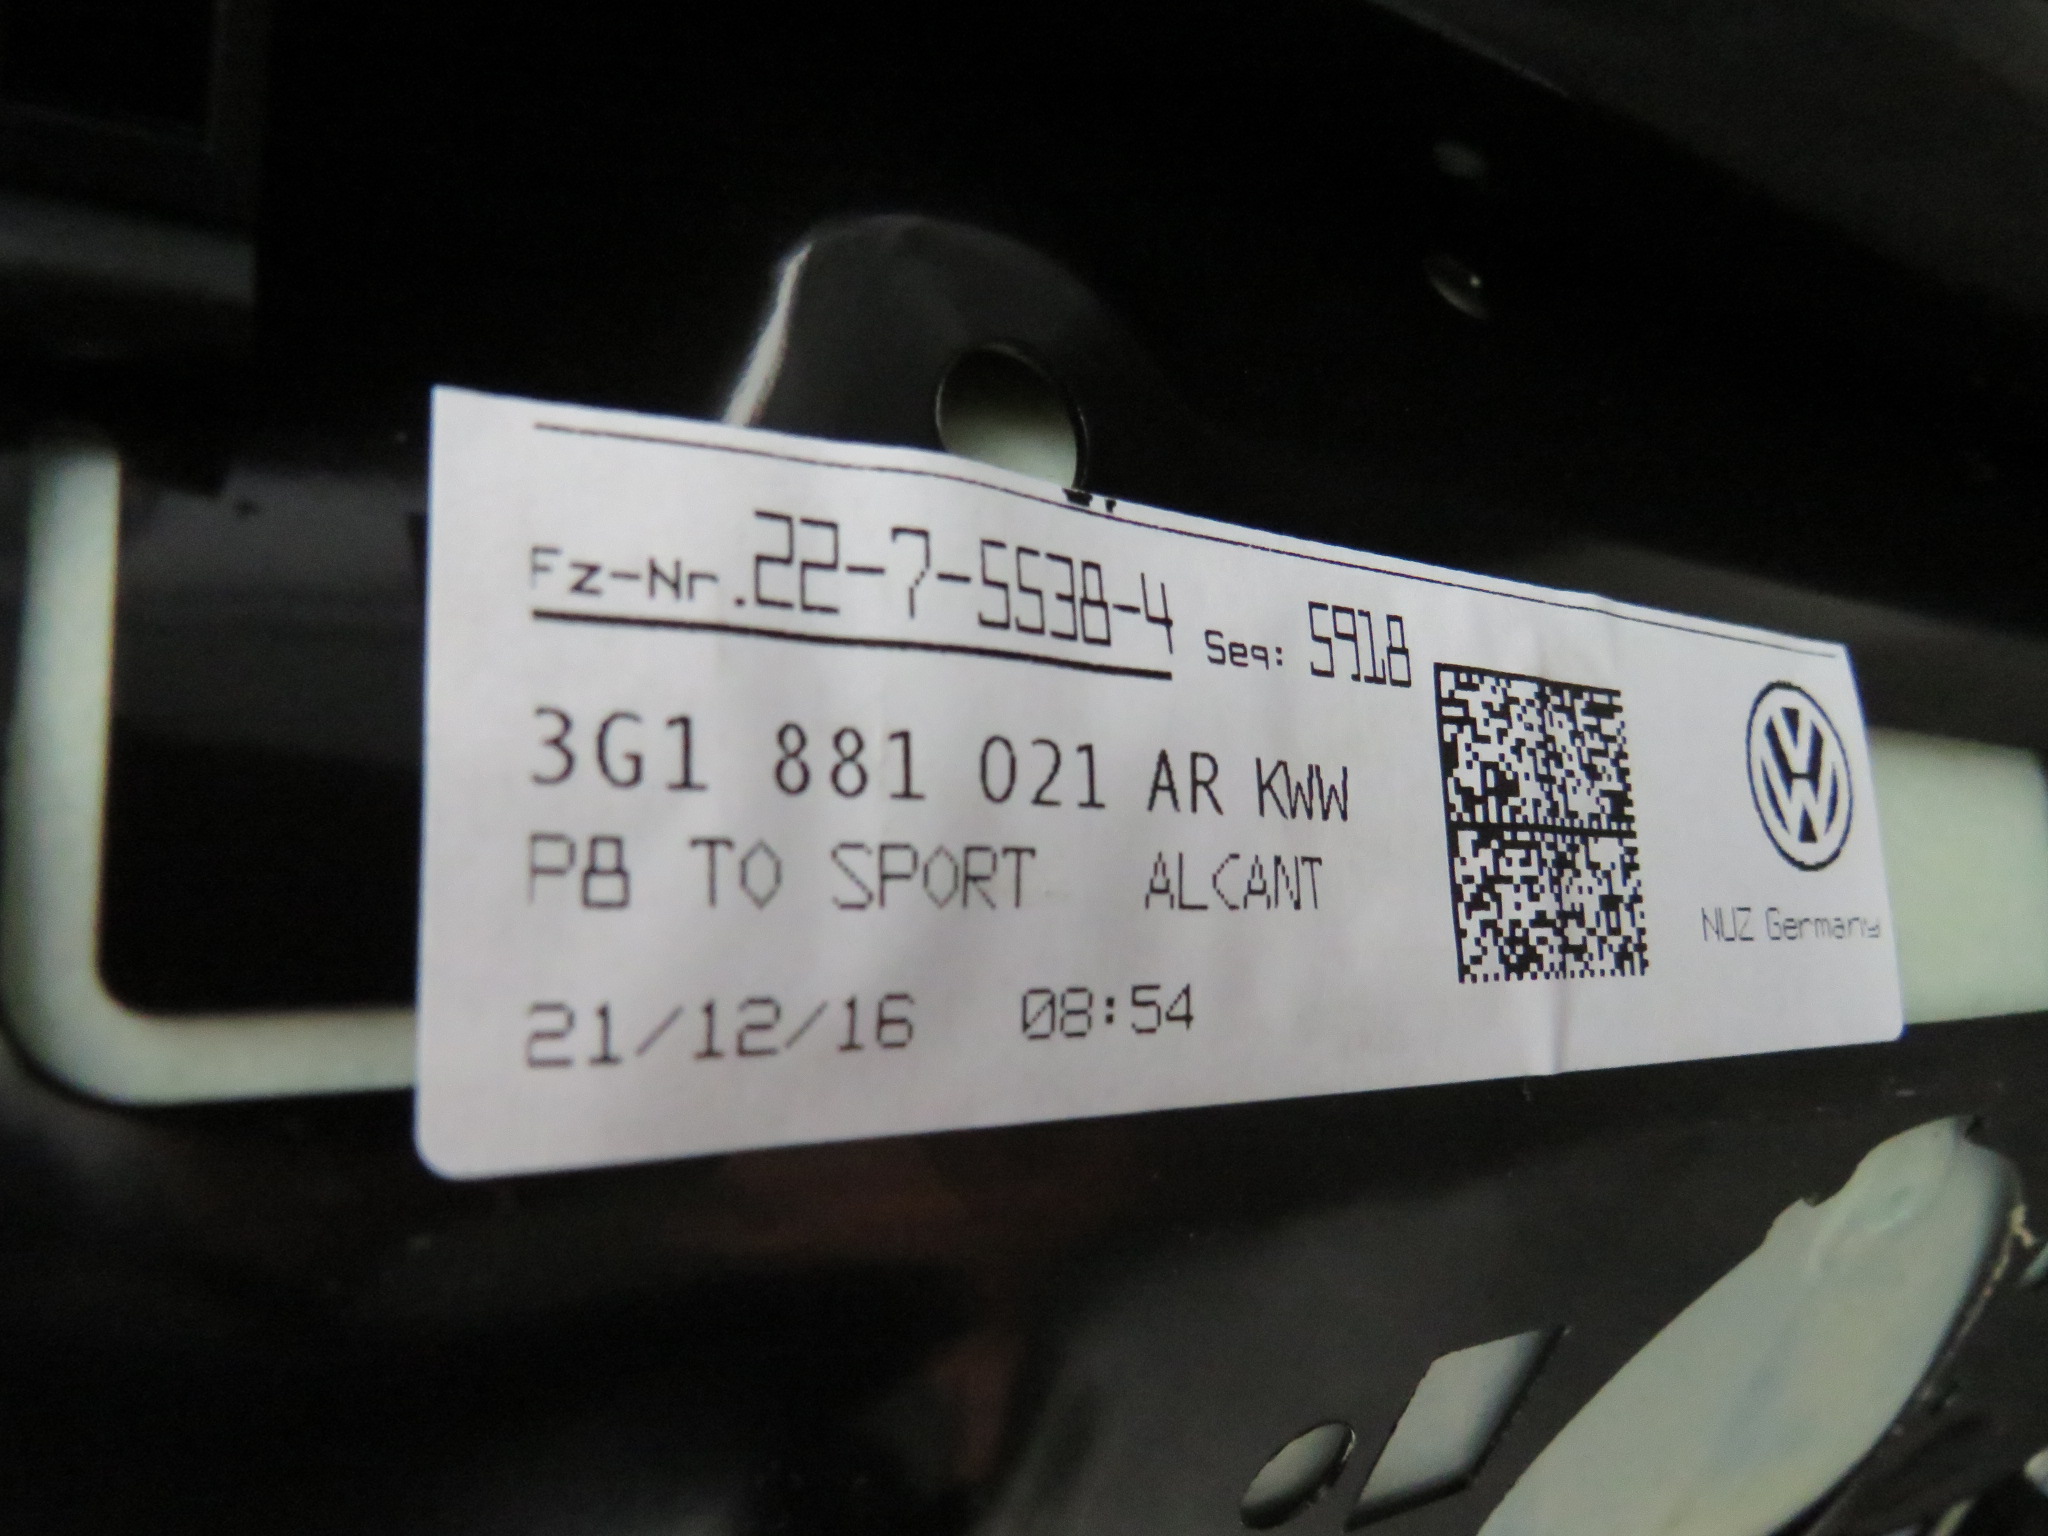 Fz-Nr.22-7-5538-4 Seq: 5918
3G1 881 021 AR KWW
P8 TO SPORT ALCANT
NUZ Germany
21/12/16 08:54